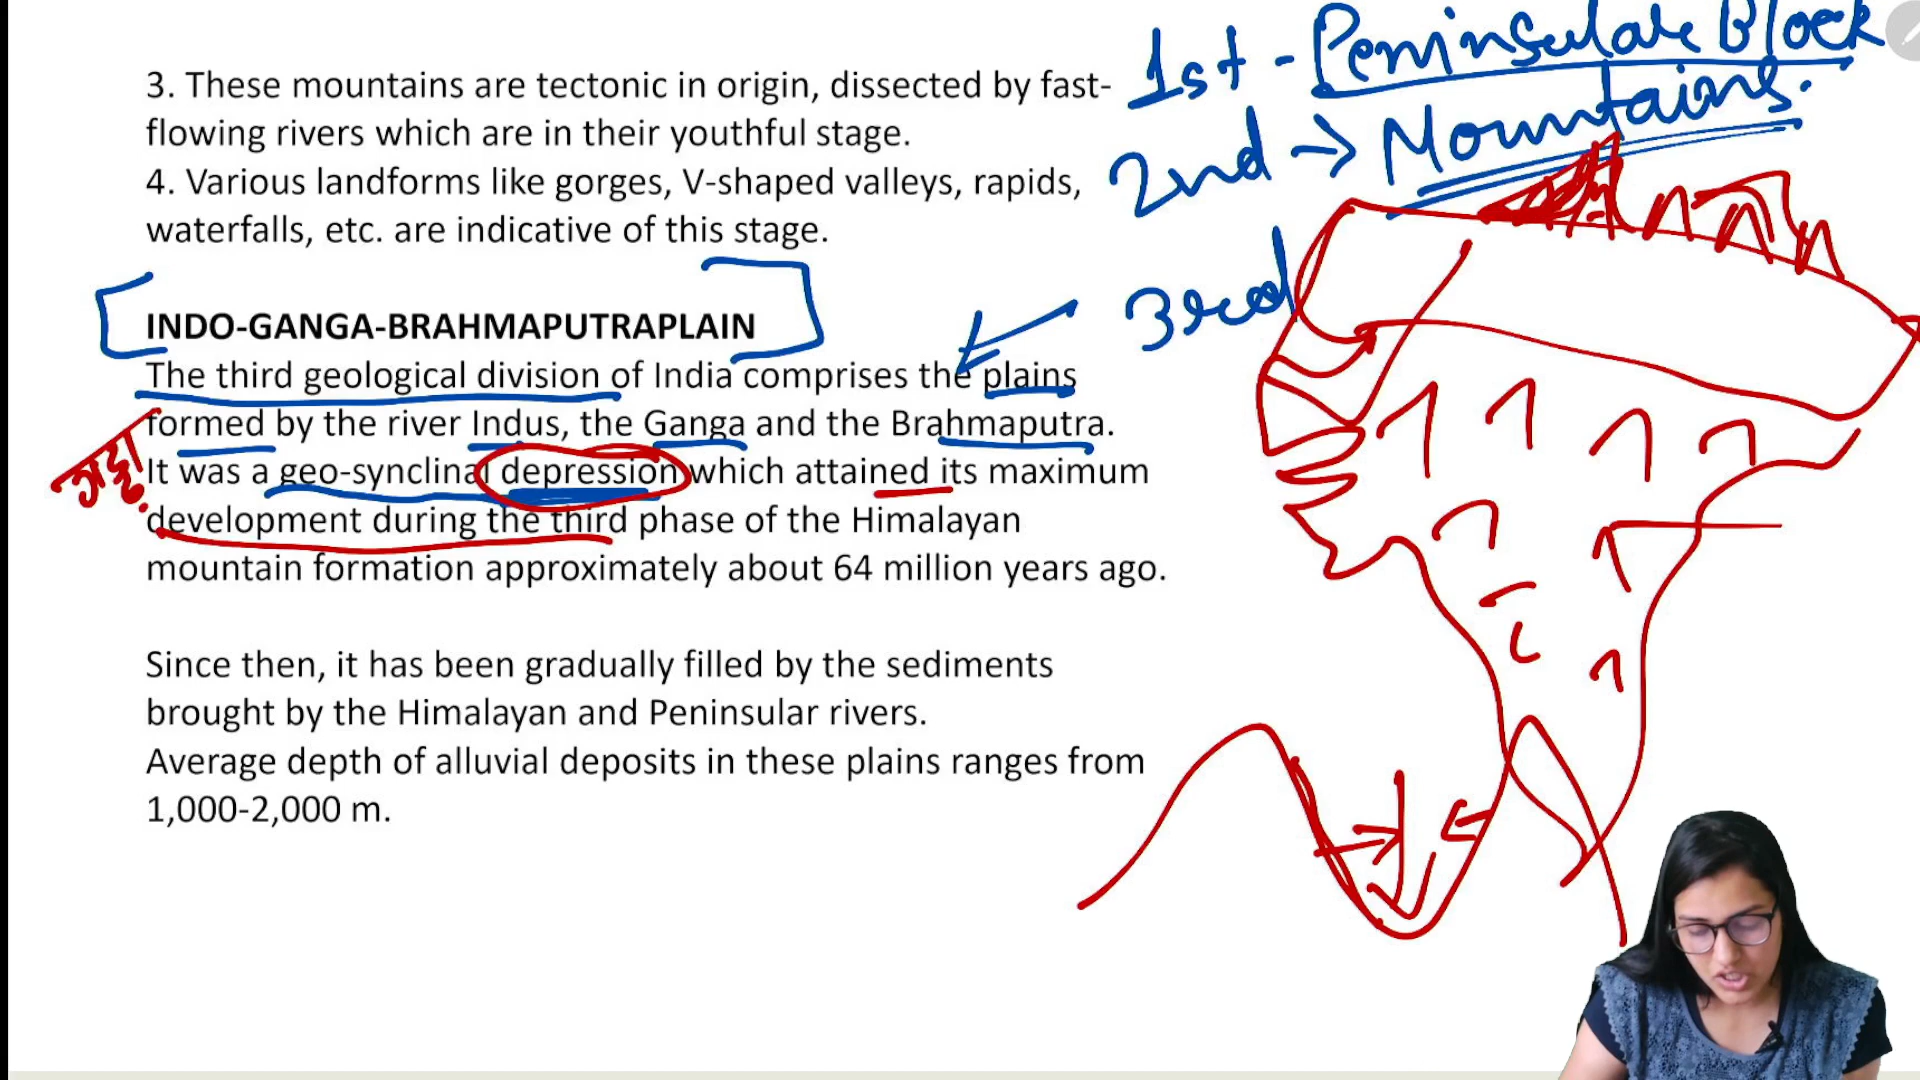 3. These mountains are tectonic in origin, dissected by fast-
flowing rivers which are in their youthful stage.
4. Various landforms like gorges, V-shaped valleys, rapids,
waterfalls, etc. are indicative of this stage.
1st - Peninsular Block
2nd → Mountains.
3rd
INDO-GANGA-BRAHMAPUTRAPLAIN
The third geological division of India comprises the plains
formed by the river Indus, the Ganga and the Brahmaputra.
It was a geo-synclinal depression which attained its maximum
development during the third phase of the Himalayan
mountain formation approximately about 64 million years ago.
Since then, it has been gradually filled by the sediments
brought by the Himalayan and Peninsular rivers.
Average depth of alluvial deposits in these plains ranges from
1,000-2,000 m.